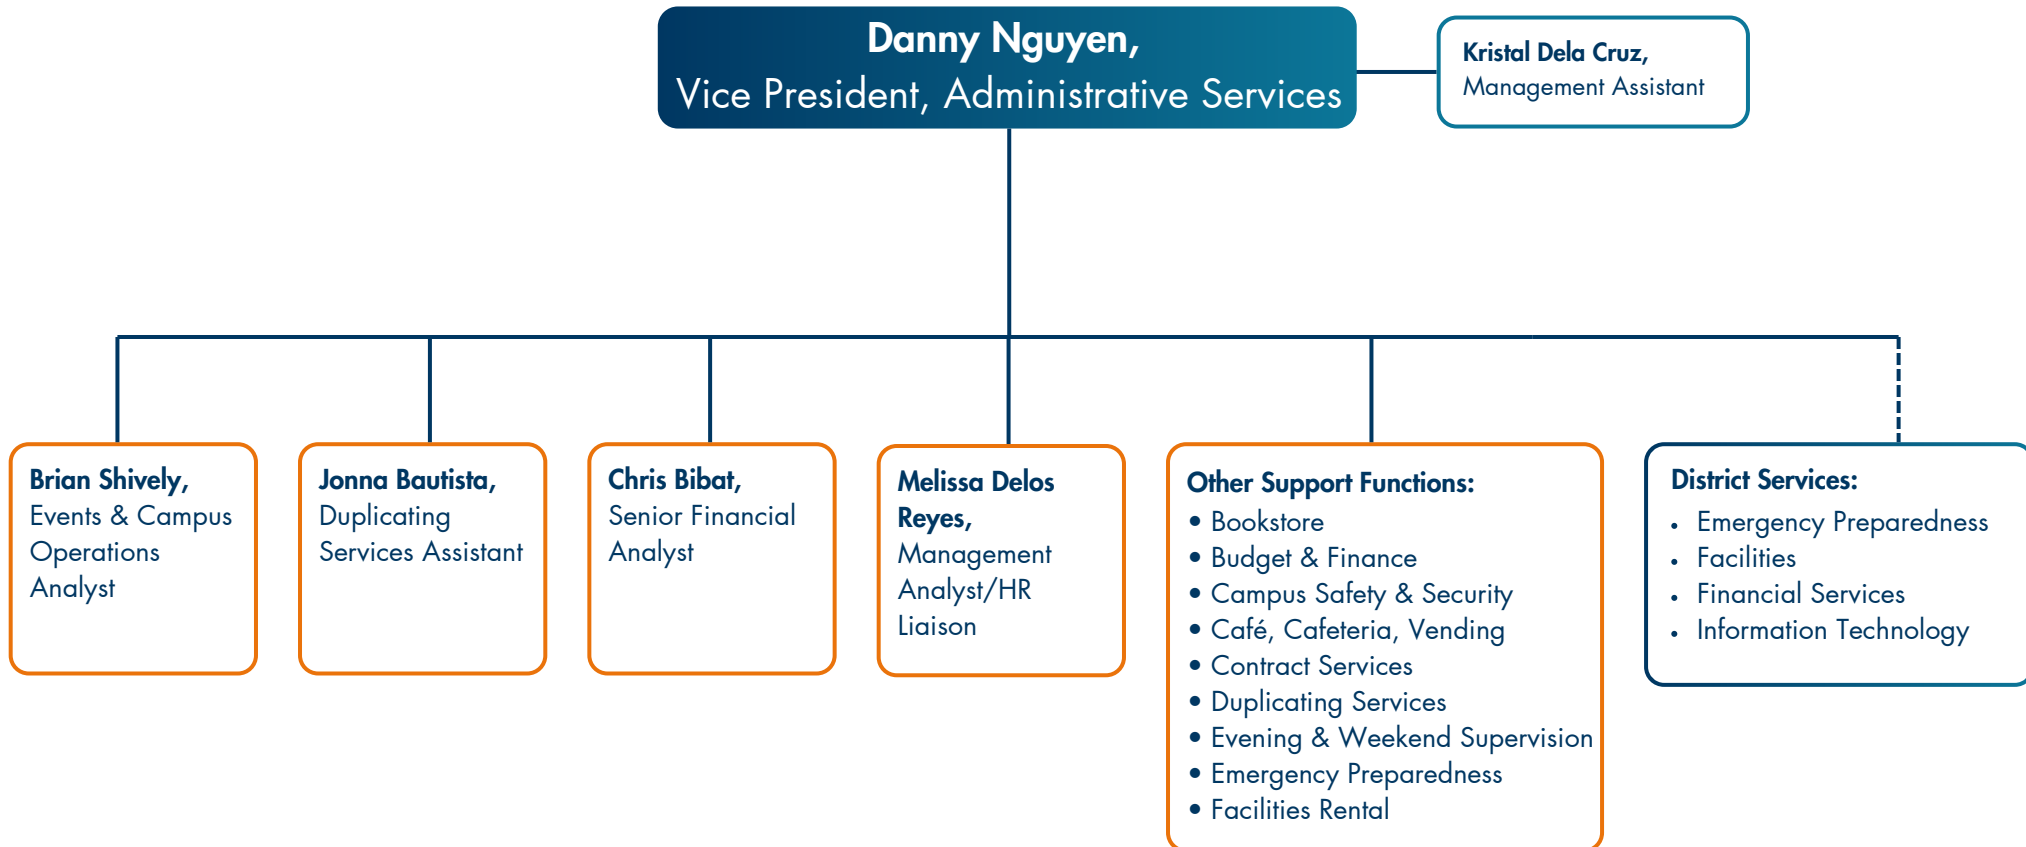 Danny Nguyen,
Vice President, Administrative Services
Kristal Dela Cruz,
Management Assistant
Brian Shively,
Events & Campus
Operations
Analyst
Jonna Bautista,
Duplicating
Services Assistant
Chris Bibat,
Senior Financial
Analyst
Melissa Delos
Reyes,
Management
Analyst/HR
Liaison
Other Support Functions:
• Bookstore
• Budget & Finance
• Campus Safety & Security
• Café, Cafeteria, Vending
• Contract Services
• Duplicating Services
• Evening & Weekend Supervision
• Emergency Preparedness
• Facilities Rental
District Services:
• Emergency Preparedness
• Facilities
• Financial Services
• Information Technology